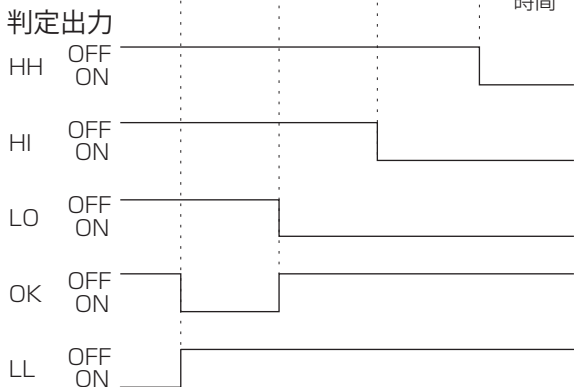 時間
判定出力
HH OFF
ON
HI OFF
ON
LO OFF
ON
OK OFF
ON
LL OFF
ON